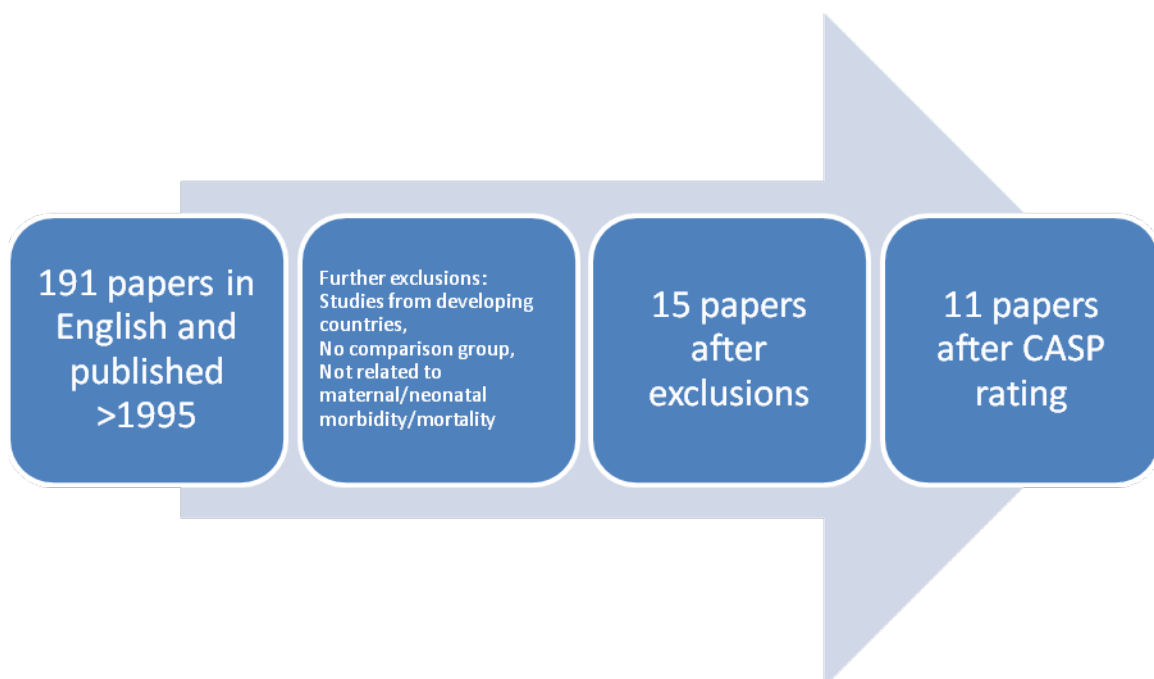 191 papers in
English and
published
>1995
Further exclusions:
Studies from developing
countries,
No comparison group,
Not related to
maternal/neonatal
morbidity/mortality
15 papers
after
exclusions
11 papers
after CASP
rating